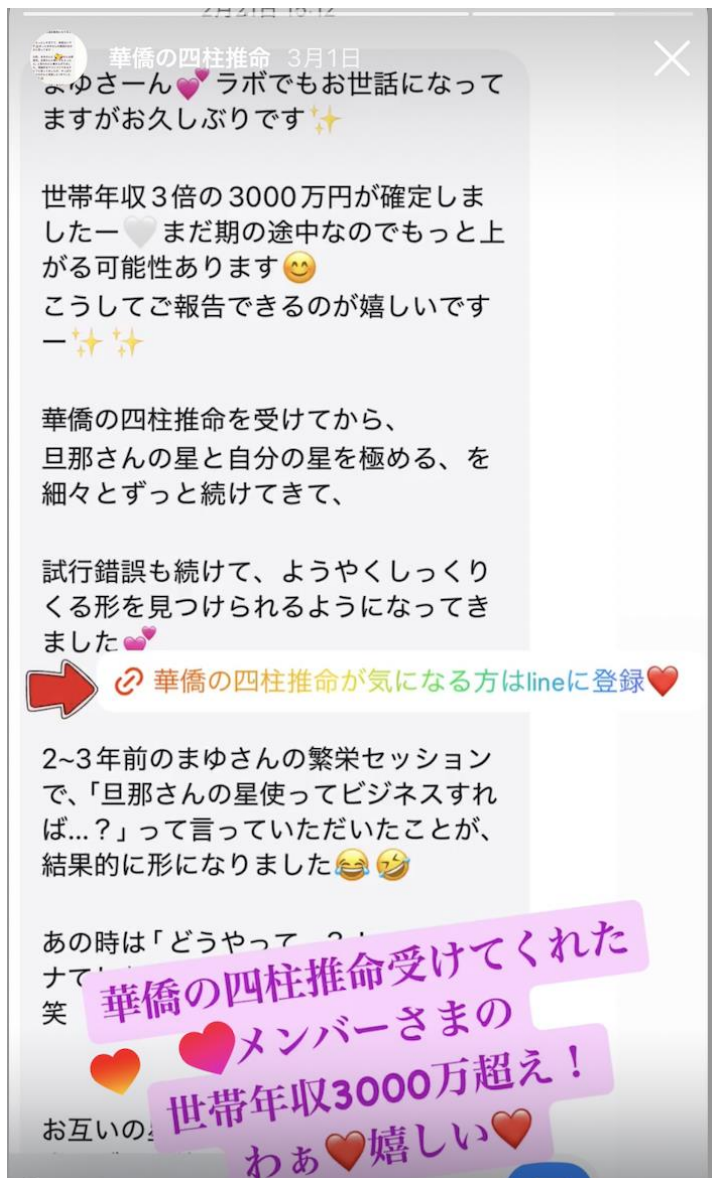 2月21日 15:12
華僑の四柱推命 3月1日
まゆさーん💕 ラボでもお世話になって
ますがお久しぶりです✨
世帯年収3倍の3000万円が確定しま
したー🤍まだ期の途中なのでもっと上
がる可能性あります😊
こうしてご報告できるのが嬉しいです
ー✨✨
華僑の四柱推命を受けてから、
旦那さんの星と自分の星を極める、を
細々とずっと続けてきて、
試行錯誤も続けて、ようやくしっくり
くる形を見つけられるようになってき
ました💕
華僑の四柱推命が気になる方はlineに登録❤️
2~3年前のまゆさんの繁栄セッション
で、「旦那さんの星使ってビジネスすれ
ば...？」って言っていただいたことが、
結果的に形になりました😂🤣
あの時は「どうやって
ナて
笑
華僑の四柱推命受けてくれた
メンバーさまの
世帯年収3000万超え！
わぁ❤️嬉しい❤️
お互いの